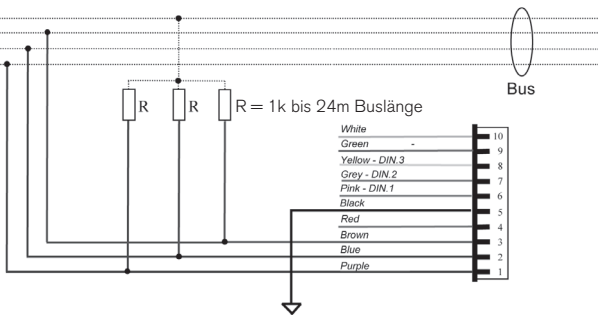 Bus
R
R
R = 1k bis 24m Buslänge
White
10
Green -
9
Yellow - DIN.3
8
Grey - DIN.2
7
Pink - DIN.1
6
Black
5
Red
4
Brown
3
Blue
2
Purple
1